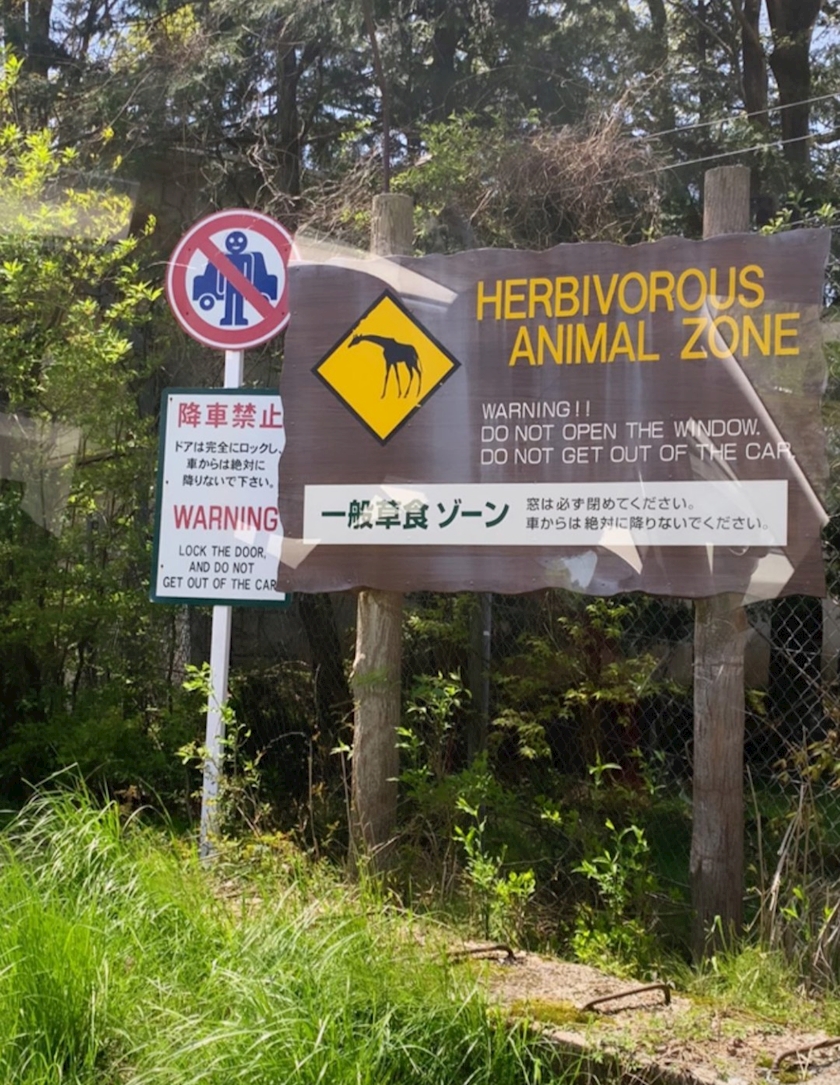 降車禁止
ドアは完全にロックし、
車からは絶対に
降りないで下さい。
WARNING
LOCK THE DOOR,
AND DO NOT
GET OUT OF THE CAR
HERBIVOROUS
ANIMAL ZONE
WARNING!!
DO NOT OPEN THE WINDOW.
DO NOT GET OUT OF THE CAR.
一般草食ゾーン
窓は必ず閉めてください。
車からは絶対に降りないでください。